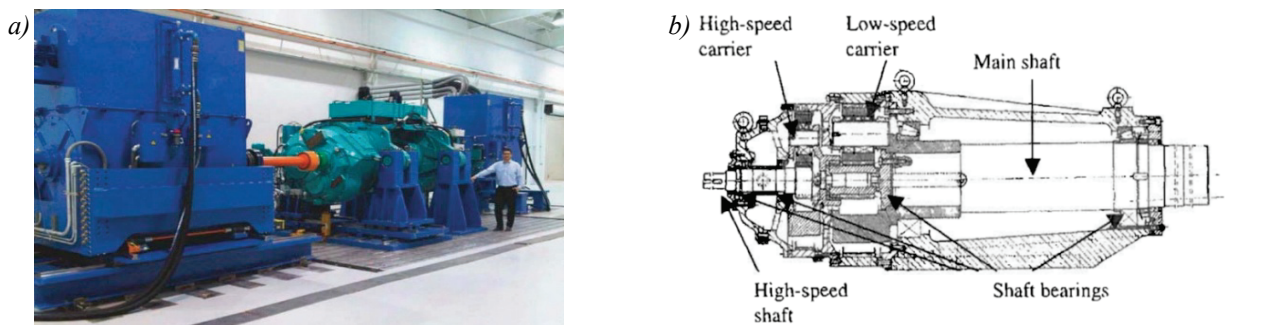 a)
b)
High-speed
carrier
Low-speed
carrier
Main shaft
High-speed
shaft
Shaft bearings